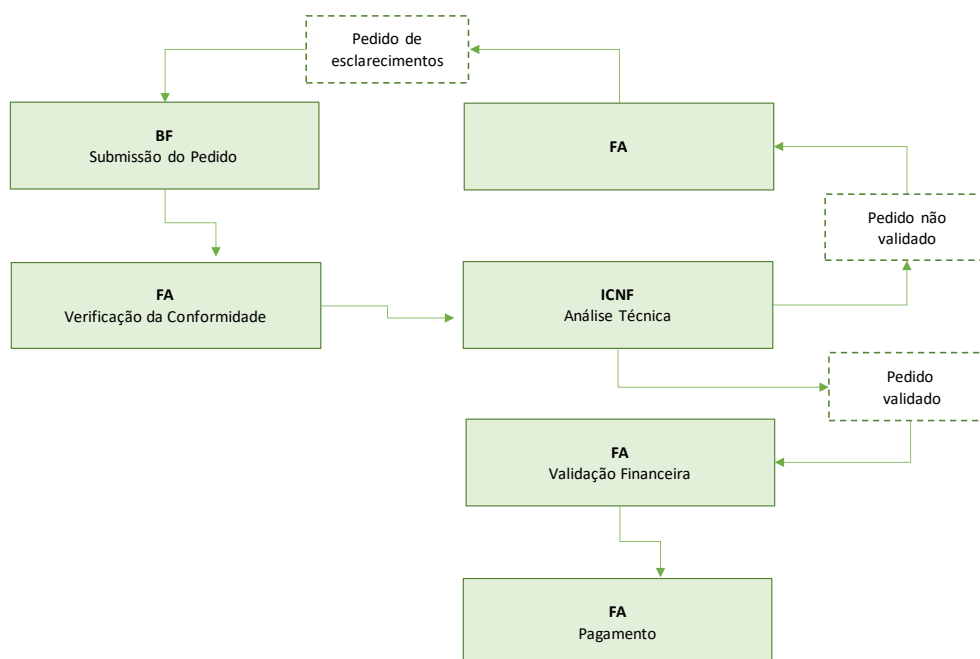 Pedido de
esclarecimentos
BF
Submissão do Pedido
FA
Pedido não
validado
FA
Verificação da Conformidade
ICNF
Análise Técnica
Pedido
validado
FA
Validação Financeira
FA
Pagamento